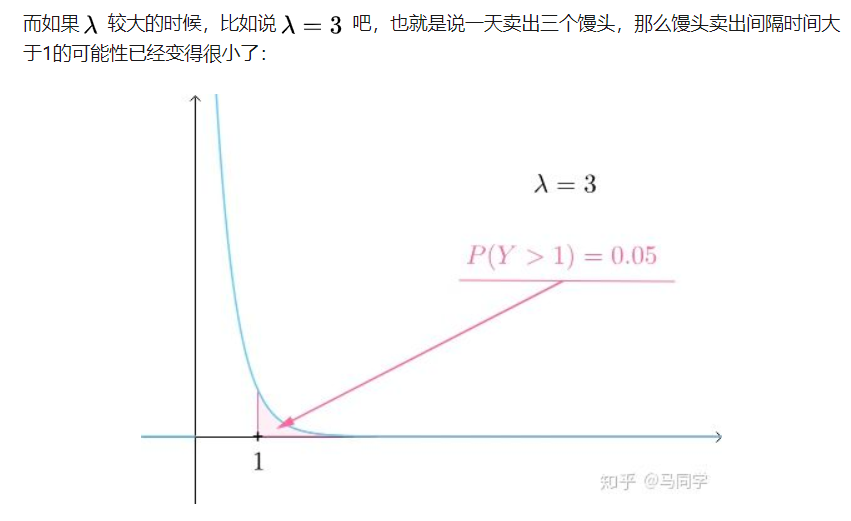 而如果 λ 较大的时候，比如说 λ = 3 吧，也就是说一天卖出三个馒头，那么馒头卖出间隔时间大
于1的可能性已经变得很小了：
λ = 3
P(Y > 1) = 0.05
1
知乎 @马同学